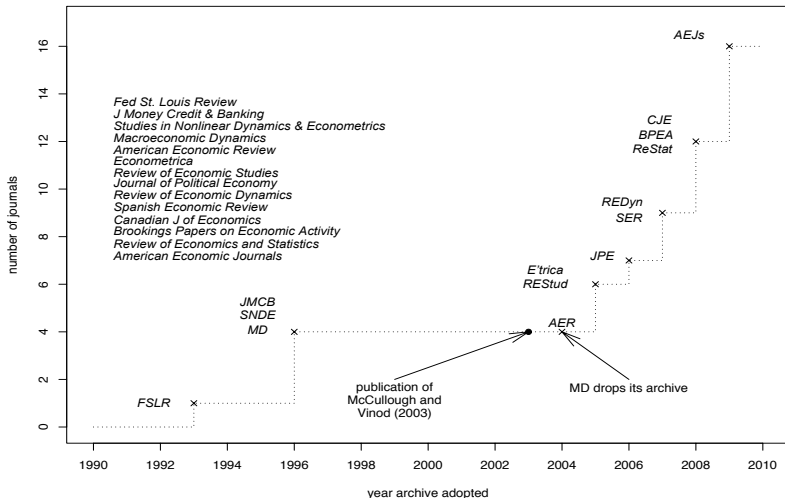 AEJs
16
14
12
10
8
6
4
2
0
number of journals
Fed St. Louis Review
J Money Credit & Banking
Studies in Nonlinear Dynamics & Econometrics
Macroeconomic Dynamics
American Economic Review
Econometrica
Review of Economic Studies
Journal of Political Economy
Review of Economic Dynamics
Spanish Economic Review
Canadian J of Economics
Brookings Papers on Economic Activity
Review of Economics and Statistics
American Economic Journals
CJE
BPEA
ReStat
REDyn
SER
JPE
E'trica
REStud
JMCB
SNDE
MD
AER
FSLR
publication of
McCullough and
Vinod (2003)
MD drops its archive
1990 1992 1994 1996 1998 2000 2002 2004 2006 2008 2010
year archive adopted